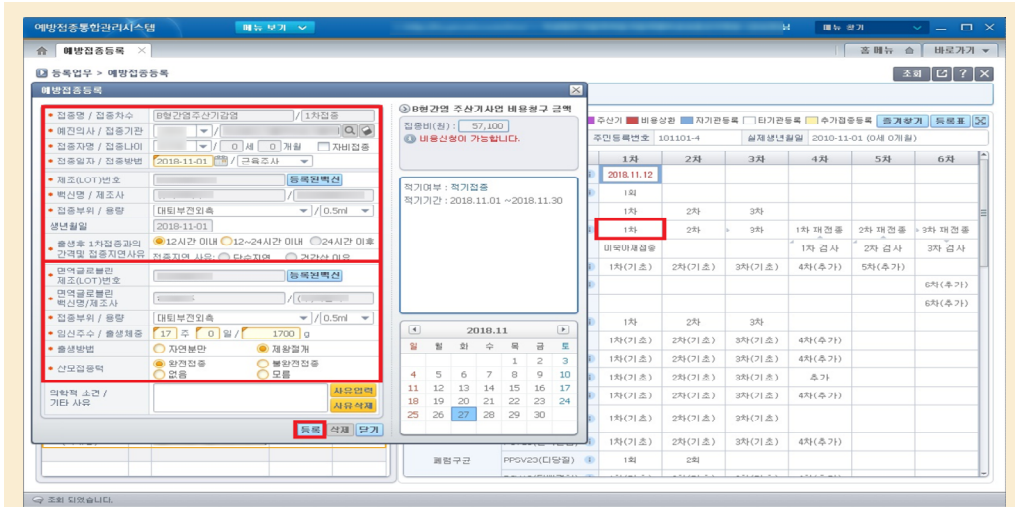 예방접종통합관리시스템 메뉴 보기 님 메뉴 찾기
예방접종등록 홈 메뉴 바로가기
등록업무 > 예방접종등록 조회
예방접종등록
접종명 / 접종차수 B형간염주산기감염 / 1차접종
예진의사 / 접종기관
접종자명 / 접종나이 0 세 0 개월 자비접종
접종일자 / 접종방법 2018-11-01 / 근육주사
제조(LOT)번호 등록된백신
백신명 / 제조사
접종부위 / 용량 대퇴부전외측 / 0.5ml
생년월일 2018-11-01
출생후 1차접종과의 간격및 접종지연사유 12시간 이내 12~24시간 이내 24시간 이후
접종지연 사유: 단순지연 건강상 이유
면역글로불린 제조(LOT)번호 등록된백신
면역글로불린 백신명/제조사
접종부위 / 용량 대퇴부전외측 / 0.5ml
임신주수 / 출생체중 17 주 0 일 / 1700 g
출생방법 자연분만 제왕절개
산모접종력 완전접종 불완전접종
없음 모름
의학적 소견 / 기타 사유 사유입력
사유삭제
등록 삭제 닫기
B형간염 주산기사업 비용청구 금액
접종비(원) : 57,100
비용신청이 가능합니다.
적기여부 : 적기접종
적기기간 : 2018.11.01 ~2018.11.30
2018.11
일 월 화 수 목 금 토
1 2 3
4 5 6 7 8 9 10
11 12 13 14 15 16 17
18 19 20 21 22 23 24
25 26 27 28 29 30
주산기 비용상환 자기관등록 타기관등록 추가접종 즐겨찾기 등록표
주민등록번호 101101-4 실제생년월일 2010-11-01 (0세 0개월)
1차 2차 3차 4차 5차 6차
2018.11.12
1회
1차 2차 3차
1차 2차 3차 1차 재접종 2차 재접종 3차 재접종
미국마재접종 1차 검사 2차 검사 3차 검사
1차(기초) 2차(기초) 3차(기초) 4차(추가) 5차(추가)
6차(추가)
6차(추가)
1차 2차 3차
1차(기초) 2차(기초) 3차(기초) 4차(추가)
1차(기초) 2차(기초) 3차(기초) 4차(추가)
1차(기초) 2차(기초) 3차(기초) 추가
1차(기초) 2차(기초) 3차(기초) 4차(추가)
1차(기초) 2차(기초) 3차(기초)
1차(기초) 2차(기초) 3차(기초) 4차(추가)
폐렴구균 PPSV23(다당질) 1회 2회
조회 되었습니다.